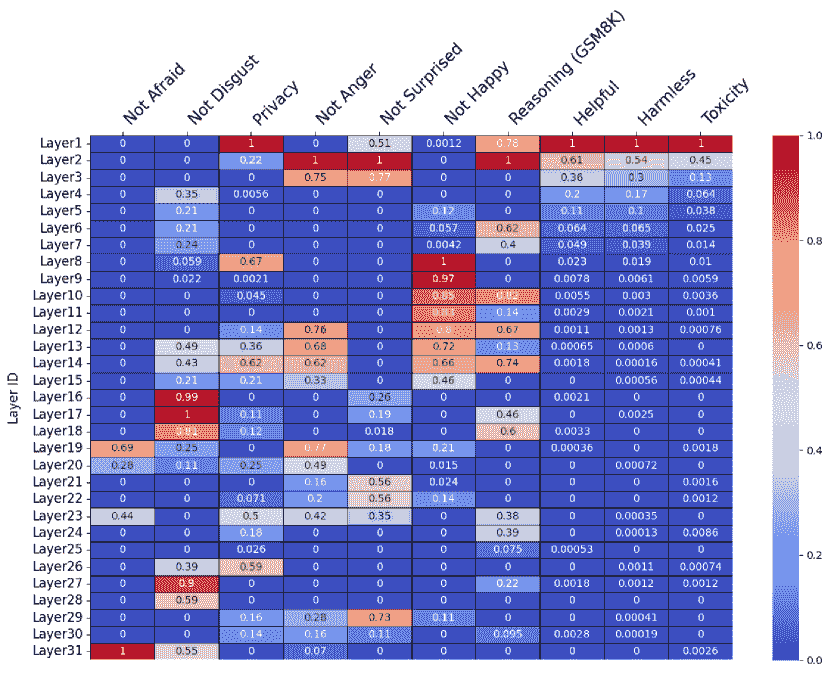 Not Afraid Not Disgust Privacy Not Anger Not Surprised Not Happy Reasoning (GSM8K) Helpful Harmless Toxicity
Layer ID
Layer1 0 0 1 0 0.51 0.0012 0.78 1 1 1
Layer2 0 0 0.22 1 1 0 1 0.61 0.54 0.45
Layer3 0 0 0 0.75 0.77 0 0 0.36 0.3 0.13
Layer4 0 0.35 0.0056 0 0 0 0 0.2 0.17 0.064
Layer5 0 0.21 0 0 0 0.12 0 0.11 0.1 0.038
Layer6 0 0.21 0 0 0 0.057 0.62 0.064 0.065 0.025
Layer7 0 0.24 0 0 0 0.0042 0.4 0.049 0.039 0.014
Layer8 0 0.059 0.67 0 0 1 0 0.023 0.019 0.01
Layer9 0 0.022 0.0021 0 0 0.97 0 0.0078 0.0061 0.0059
Layer10 0 0 0.045 0 0 0.0055 0.003 0.0036
Layer11 0 0 0 0 0 0.14 0.0029 0.0021 0.001
Layer12 0 0 0.14 0.76 0 0.67 0.0011 0.0013 0.00076
Layer13 0 0.49 0.36 0.68 0 0.72 0.13 0.00065 0.0006 0
Layer14 0 0.43 0.62 0.62 0 0.66 0.74 0.0018 0.00016 0.00041
Layer15 0 0.21 0.21 0.33 0 0.46 0 0 0.00056 0.00044
Layer16 0 0.99 0 0 0.26 0 0 0.0021 0 0
Layer17 0 1 0.11 0 0.19 0 0.46 0 0.0025 0
Layer18 0 0.12 0 0.018 0 0.6 0.0033 0 0
Layer19 0.69 0.25 0 0.77 0.18 0.21 0 0.00036 0 0.0018
Layer20 0.26 0.11 0.25 0.49 0 0.015 0 0 0.00072 0
Layer21 0 0 0 0.16 0.56 0.024 0 0 0 0.0016
Layer22 0 0 0.071 0.2 0.56 0.14 0 0 0 0.0012
Layer23 0.44 0 0.5 0.42 0.35 0 0.38 0 0.00035 0
Layer24 0 0 0.18 0 0 0 0.39 0 0.00013 0.0086
Layer25 0 0 0.026 0 0 0 0.075 0.00053 0 0
Layer26 0 0.39 0.59 0 0 0 0 0 0.0011 0.00074
Layer27 0 0.9 0 0 0 0 0.22 0.0018 0.0012 0.0012
Layer28 0 0.59 0 0 0 0 0 0 0 0
Layer29 0 0 0.16 0.28 0.73 0.11 0 0 0.00041 0
Layer30 0 0 0.14 0.16 0.11 0 0.095 0.0028 0.00019 0
Layer31 1 0.55 0 0.07 0 0 0 0 0 0.0026
1.0
0.8
0.6
0.4
0.2
0.0